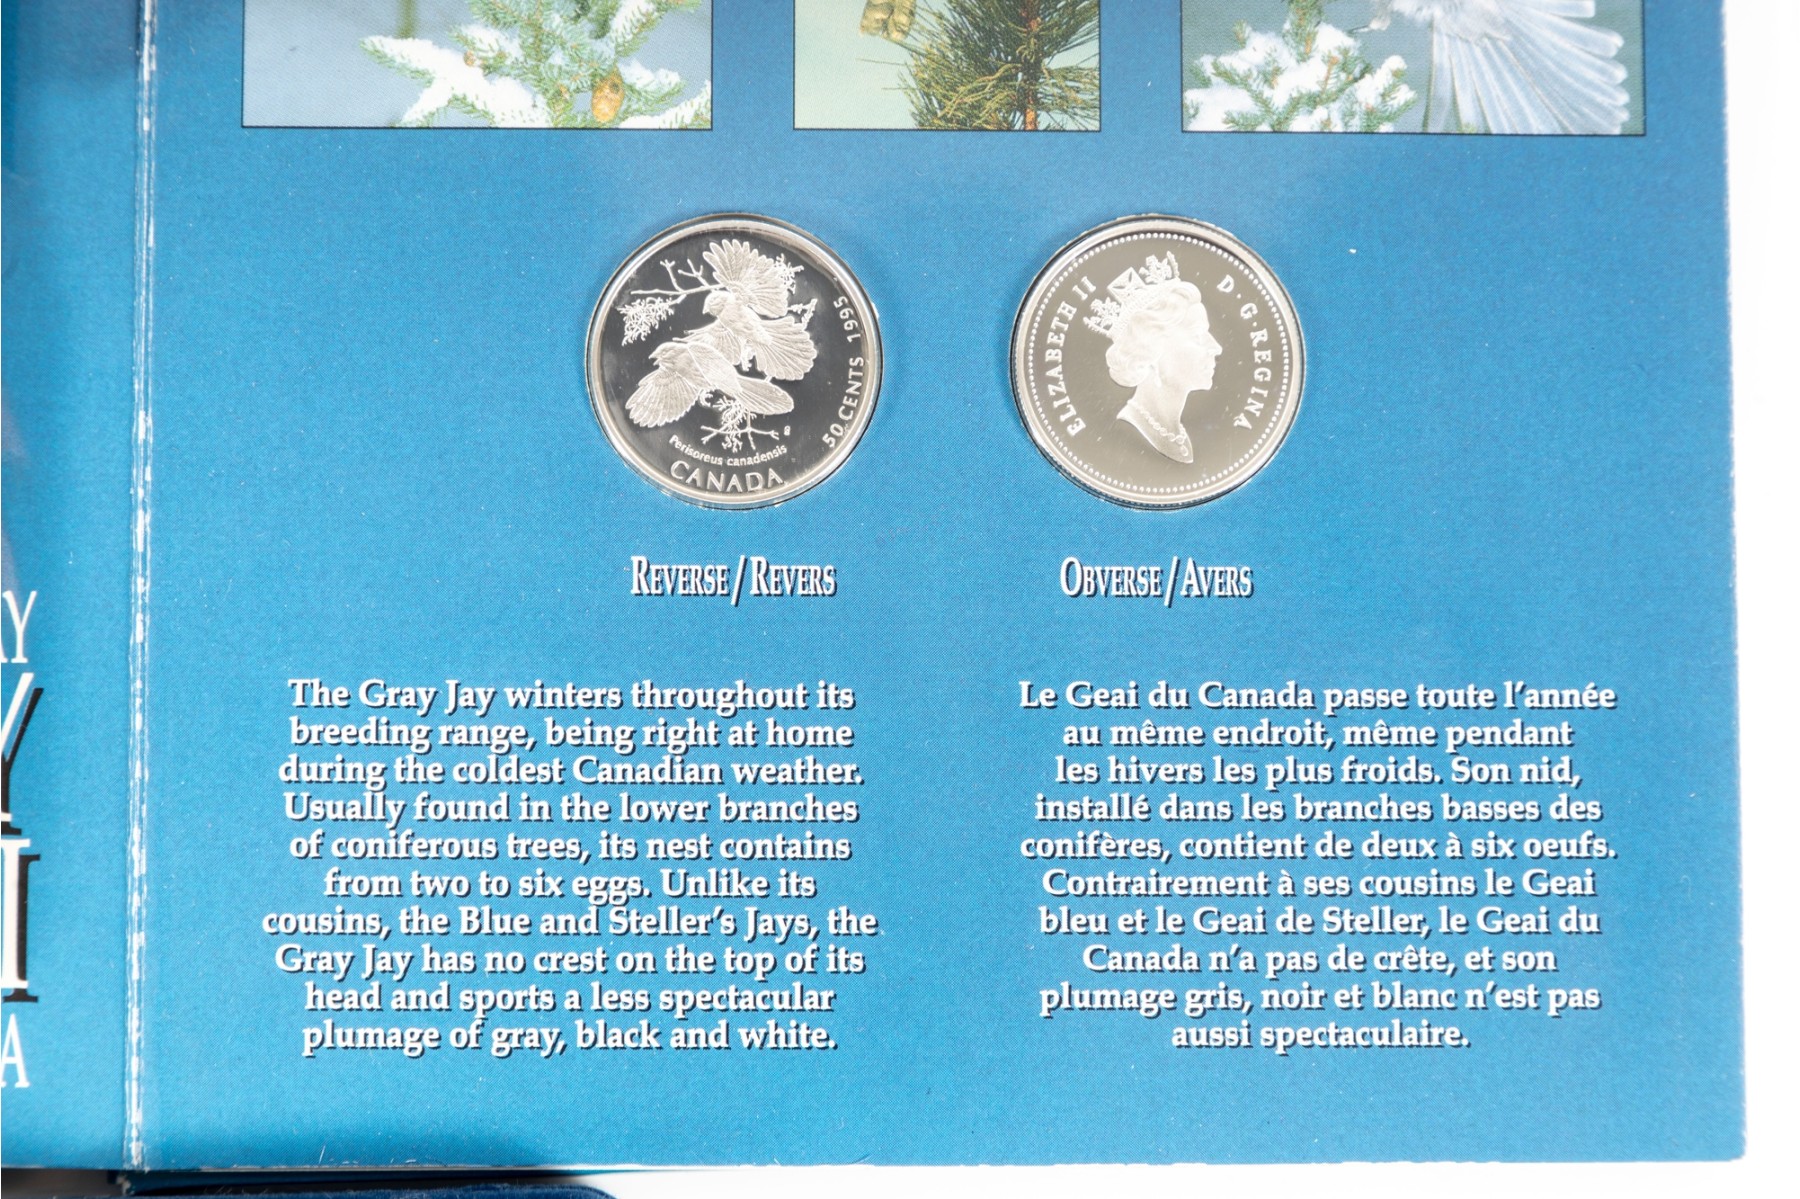 1995
50 CENTS
Perisoreus canadensis
CANADA
ELIZABETH II
D·G·REGINA
REVERSE/REVERS
OBVERSE/AVERS
The Gray Jay winters throughout its
breeding range, being right at home
during the coldest Canadian weather.
Usually found in the lower branches
of coniferous trees, its nest contains
from two to six eggs. Unlike its
cousins, the Blue and Steller's Jays, the
Gray Jay has no crest on the top of its
head and sports a less spectacular
plumage of gray, black and white.
Le Geai du Canada passe toute l'année
au même endroit, même pendant
les hivers les plus froids. Son nid,
installé dans les branches basses des
conifères, contient de deux à six oeufs.
Contrairement à ses cousins le Geai
bleu et le Geai de Steller, le Geai du
Canada n'a pas de crête, et son
plumage gris, noir et blanc n'est pas
aussi spectaculaire.